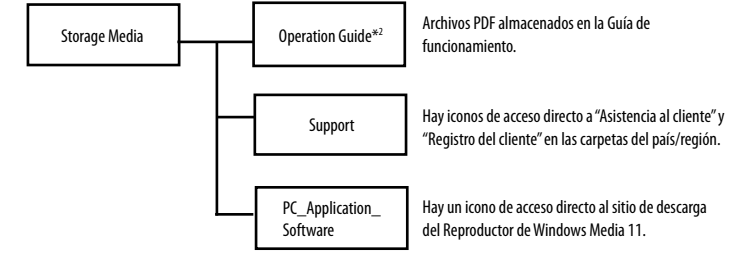 Storage Media
Operation Guide*2
Archivos PDF almacenados en la Guía de
funcionamiento.
Support
Hay iconos de acceso directo a “Asistencia al cliente” y
“Registro del cliente” en las carpetas del país/región.
PC_Application_
Software
Hay un icono de acceso directo al sitio de descarga
del Reproductor de Windows Media 11.